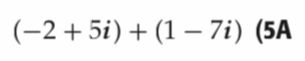 (−2 + 5i) + (1 − 7i) (5A